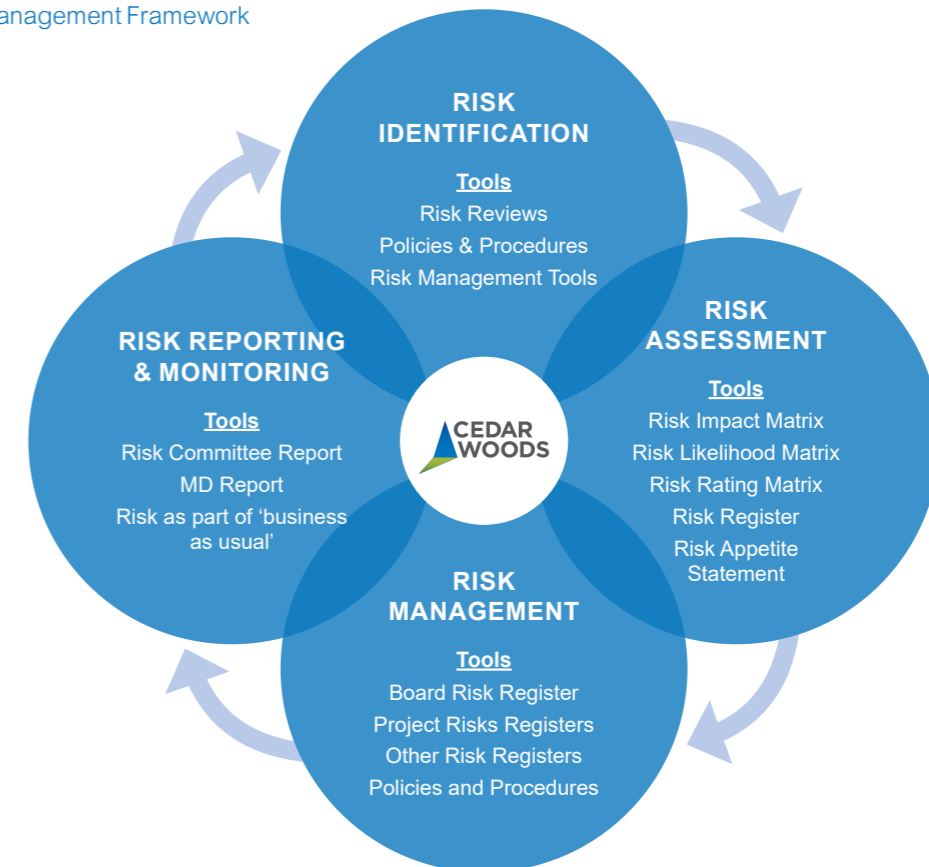 anagement Framework
RISK
IDENTIFICATION
Tools
Risk Reviews
Policies & Procedures
Risk Management Tools
RISK
ASSESSMENT
Tools
Risk Impact Matrix
Risk Likelihood Matrix
Risk Rating Matrix
Risk Register
Risk Appetite
Statement
RISK
MANAGEMENT
Tools
Board Risk Register
Project Risks Registers
Other Risk Registers
Policies and Procedures
RISK REPORTING
& MONITORING
Tools
Risk Committee Report
MD Report
Risk as part of ‘business
as usual’
CEDAR
WOODS